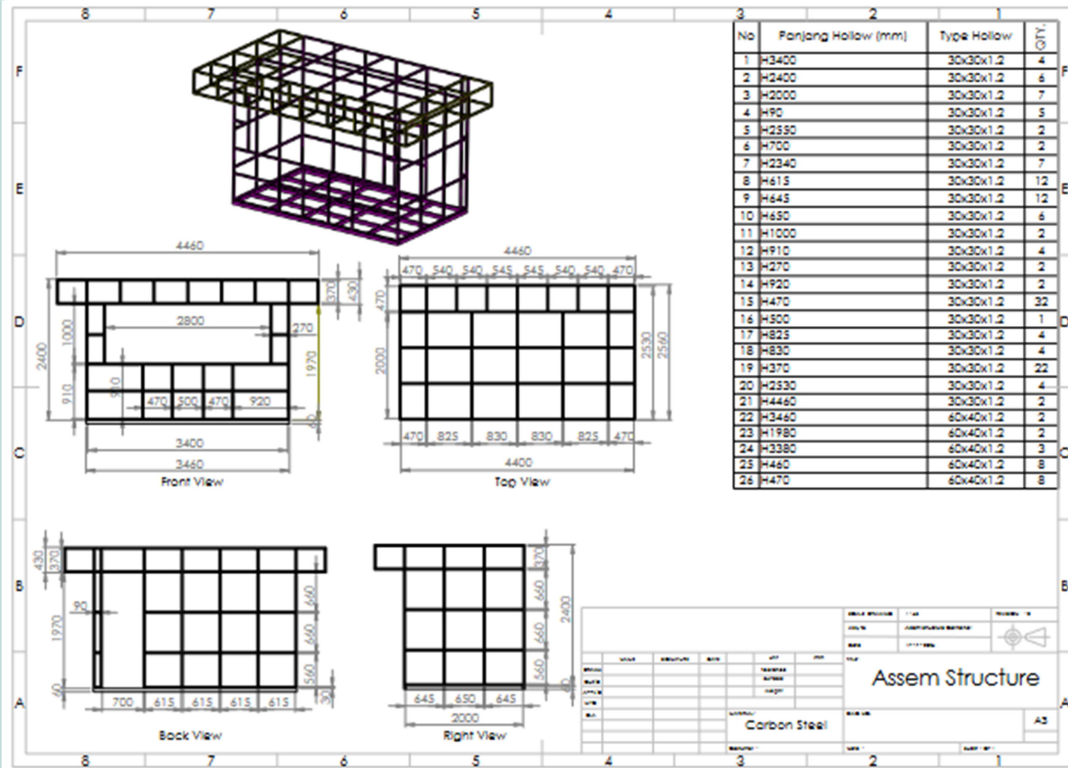 8 7 6 5 4 3 2 1
No Panjang Hollow (mm) Type Hollow QTY.
1 H3400 30x30x1.2 4
2 H2400 30x30x1.2 6
3 H2000 30x30x1.2 7
4 H90 30x30x1.2 5
5 H2550 30x30x1.2 2
6 H700 30x30x1.2 2
7 H2340 30x30x1.2 7
8 H615 30x30x1.2 12
9 H645 30x30x1.2 12
10 H650 30x30x1.2 6
11 H1000 30x30x1.2 2
12 H910 30x30x1.2 4
13 H270 30x30x1.2 2
14 H920 30x30x1.2 2
15 H470 30x30x1.2 32
16 H500 30x30x1.2 1
17 H825 30x30x1.2 4
18 H830 30x30x1.2 4
19 H370 30x30x1.2 22
20 H2530 30x30x1.2 4
21 H4460 30x30x1.2 2
22 H3460 60x40x1.2 2
23 H1980 60x40x1.2 2
24 H3380 60x40x1.2 3
25 H460 60x40x1.2 8
26 H470 60x40x1.2 8
F F
E E
D D
C C
B B
A A
4460
370 430
2800
270
1000
2400
1970
910
910
470 500 470 920
60
3400
3460
Front View
4460
470 540 545 545 540 540 470
470
2000
2530 2560
470 825 830 830 825 470
4400
Top View
430 370
90
1970
660
660
560
60
30
700 615 615 615 615
Back View
370
660
660
560
2400
60
645 650 645
2000
Right View
Assem Structure
Carbon Steel
A3
8 7 6 5 4 3 2 1